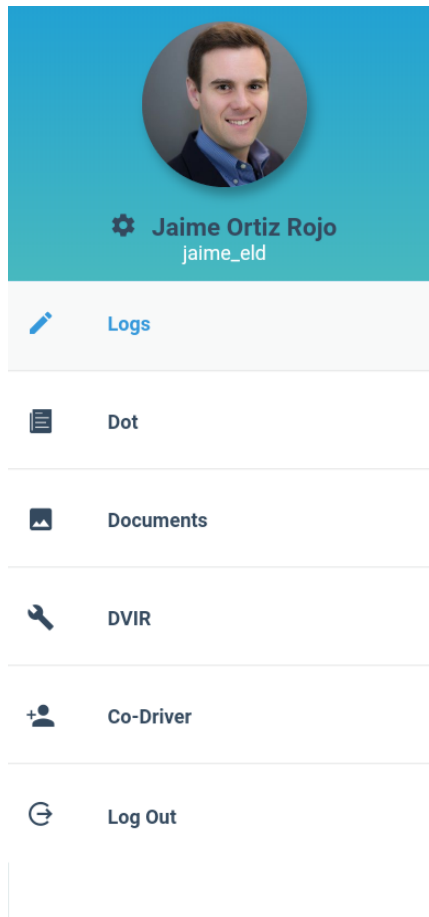 Jaime Ortiz Rojo
jaime_eld
Logs
Dot
Documents
DVIR
Co-Driver
Log Out